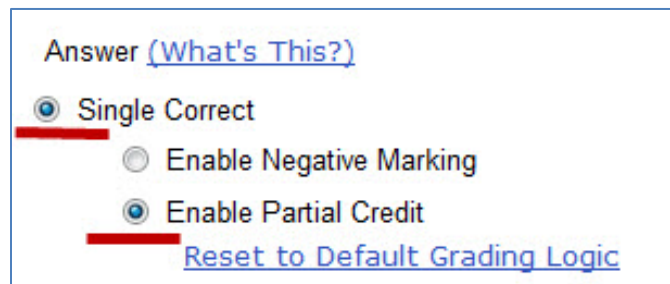 Answer (What's This?)
Single Correct
Enable Negative Marking
Enable Partial Credit
Reset to Default Grading Logic